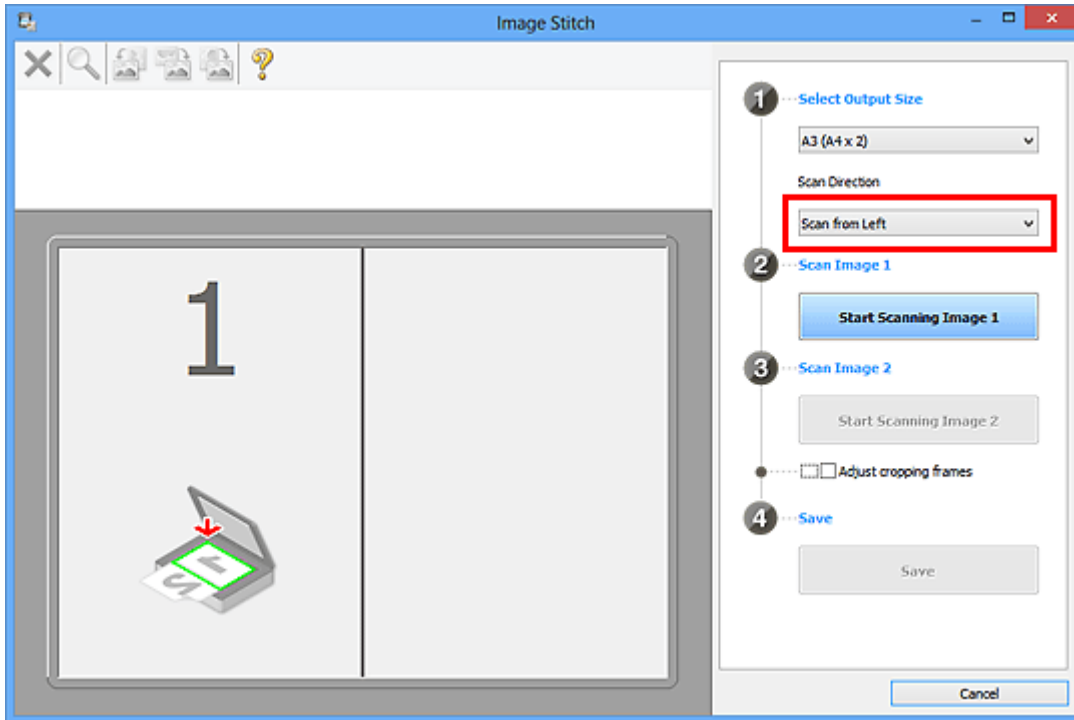 Image Stitch
1
1 Select Output Size
A3 (A4 x 2)
Scan Direction
Scan from Left
2 Scan Image 1
Start Scanning Image 1
3 Scan Image 2
Start Scanning Image 2
Adjust cropping frames
4 Save
Save
1
2
Cancel